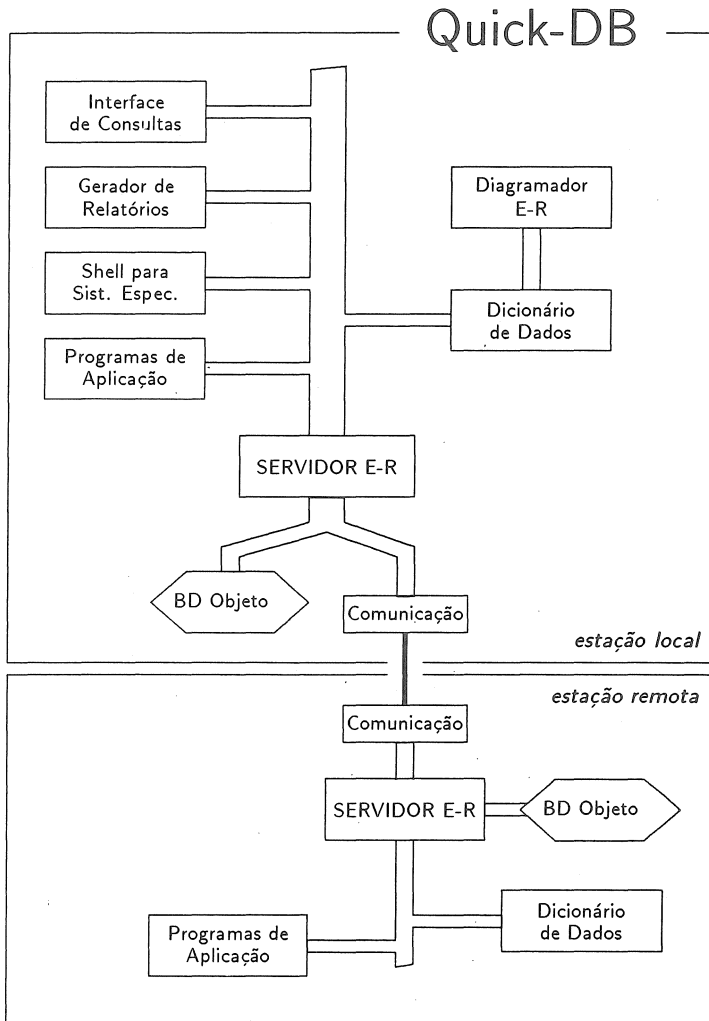 Quick-DB
Interface
de Consultas
Gerador de
Relatórios
Shell para
Sist. Espec.
Programas de
Aplicação
Diagramador
E-R
Dicionário
de Dados
SERVIDOR E-R
BD Objeto
Comunicação
estação local
estação remota
Comunicação
SERVIDOR E-R
BD Objeto
Programas de
Aplicação
Dicionário
de Dados